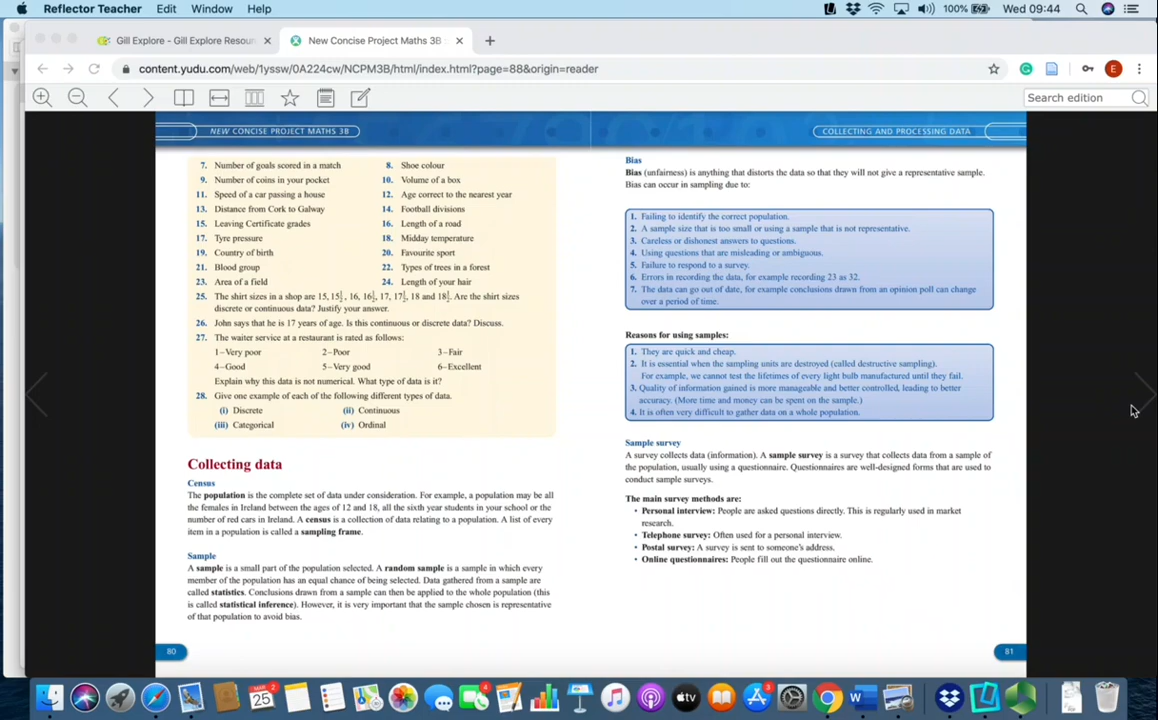 Reflector Teacher Edit Window Help
100% Wed 09:44
Gill Explore - Gill Explore Resour
New Concise Project Maths 3B
content.yudu.com/web/1yssw/0A224cw/NCPM3B/html/index.html?page=88&origin=reader
E
Search edition
NEW CONCISE PROJECT MATHS 3B
7. Number of goals scored in a match 8. Shoe colour
9. Number of coins in your pocket 10. Volume of a box
11. Speed of a car passing a house 12. Age correct to the nearest year
13. Distance from Cork to Galway 14. Football divisions
15. Leaving Certificate grades 16. Length of a road
17. Tyre pressure 18. Midday temperature
19. Country of birth 20. Favourite sport
21. Blood group 22. Types of trees in a forest
23. Area of a field 24. Length of your hair
25. The shirt sizes in a shop are 15, 15½, 16, 16½, 17, 17½, 18 and 18½. Are the shirt sizes
discrete or continuous data? Justify your answer.
26. John says that he is 17 years of age. Is this continuous or discrete data? Discuss.
27. The waiter service at a restaurant is rated as follows:
1–Very poor 2–Poor 3–Fair
4–Good 5–Very good 6–Excellent
Explain why this data is not numerical. What type of data is it?
28. Give one example of each of the following different types of data.
(i) Discrete (ii) Continuous
(iii) Categorical (iv) Ordinal
Collecting data
Census
The population is the complete set of data under consideration. For example, a population may be all
the females in Ireland between the ages of 12 and 18, all the sixth year students in your school or the
number of red cars in Ireland. A census is a collection of data relating to a population. A list of every
item in a population is called a sampling frame.
Sample
A sample is a small part of the population selected. A random sample is a sample in which every
member of the population has an equal chance of being selected. Data gathered from a sample are
called statistics. Conclusions drawn from a sample can then be applied to the whole population (this
is called statistical inference). However, it is very important that the sample chosen is representative
of that population to avoid bias.
80
COLLECTING AND PROCESSING DATA
Bias
Bias (unfairness) is anything that distorts the data so that they will not give a representative sample.
Bias can occur in sampling due to:
1. Failing to identify the correct population.
2. A sample size that is too small or using a sample that is not representative.
3. Careless or dishonest answers to questions.
4. Using questions that are misleading or ambiguous.
5. Failure to respond to a survey.
6. Errors in recording the data, for example recording 23 as 32.
7. The data can go out of date, for example conclusions drawn from an opinion poll can change
over a period of time.
Reasons for using samples:
1. They are quick and cheap.
2. It is essential when the sampling units are destroyed (called destructive sampling).
For example, we cannot test the lifetimes of every light bulb manufactured until they fail.
3. Quality of information gained is more manageable and better controlled, leading to better
accuracy. (More time and money can be spent on the sample.)
4. It is often very difficult to gather data on a whole population.
Sample survey
A survey collects data (information). A sample survey is a survey that collects data from a sample of
the population, usually using a questionnaire. Questionnaires are well-designed forms that are used to
conduct sample surveys.
The main survey methods are:
• Personal interview: People are asked questions directly. This is regularly used in market
research.
• Telephone survey: Often used for a personal interview.
• Postal survey: A survey is sent to someone's address.
• Online questionnaires: People fill out the questionnaire online.
81
MAR 2
25
4
tv
3
W